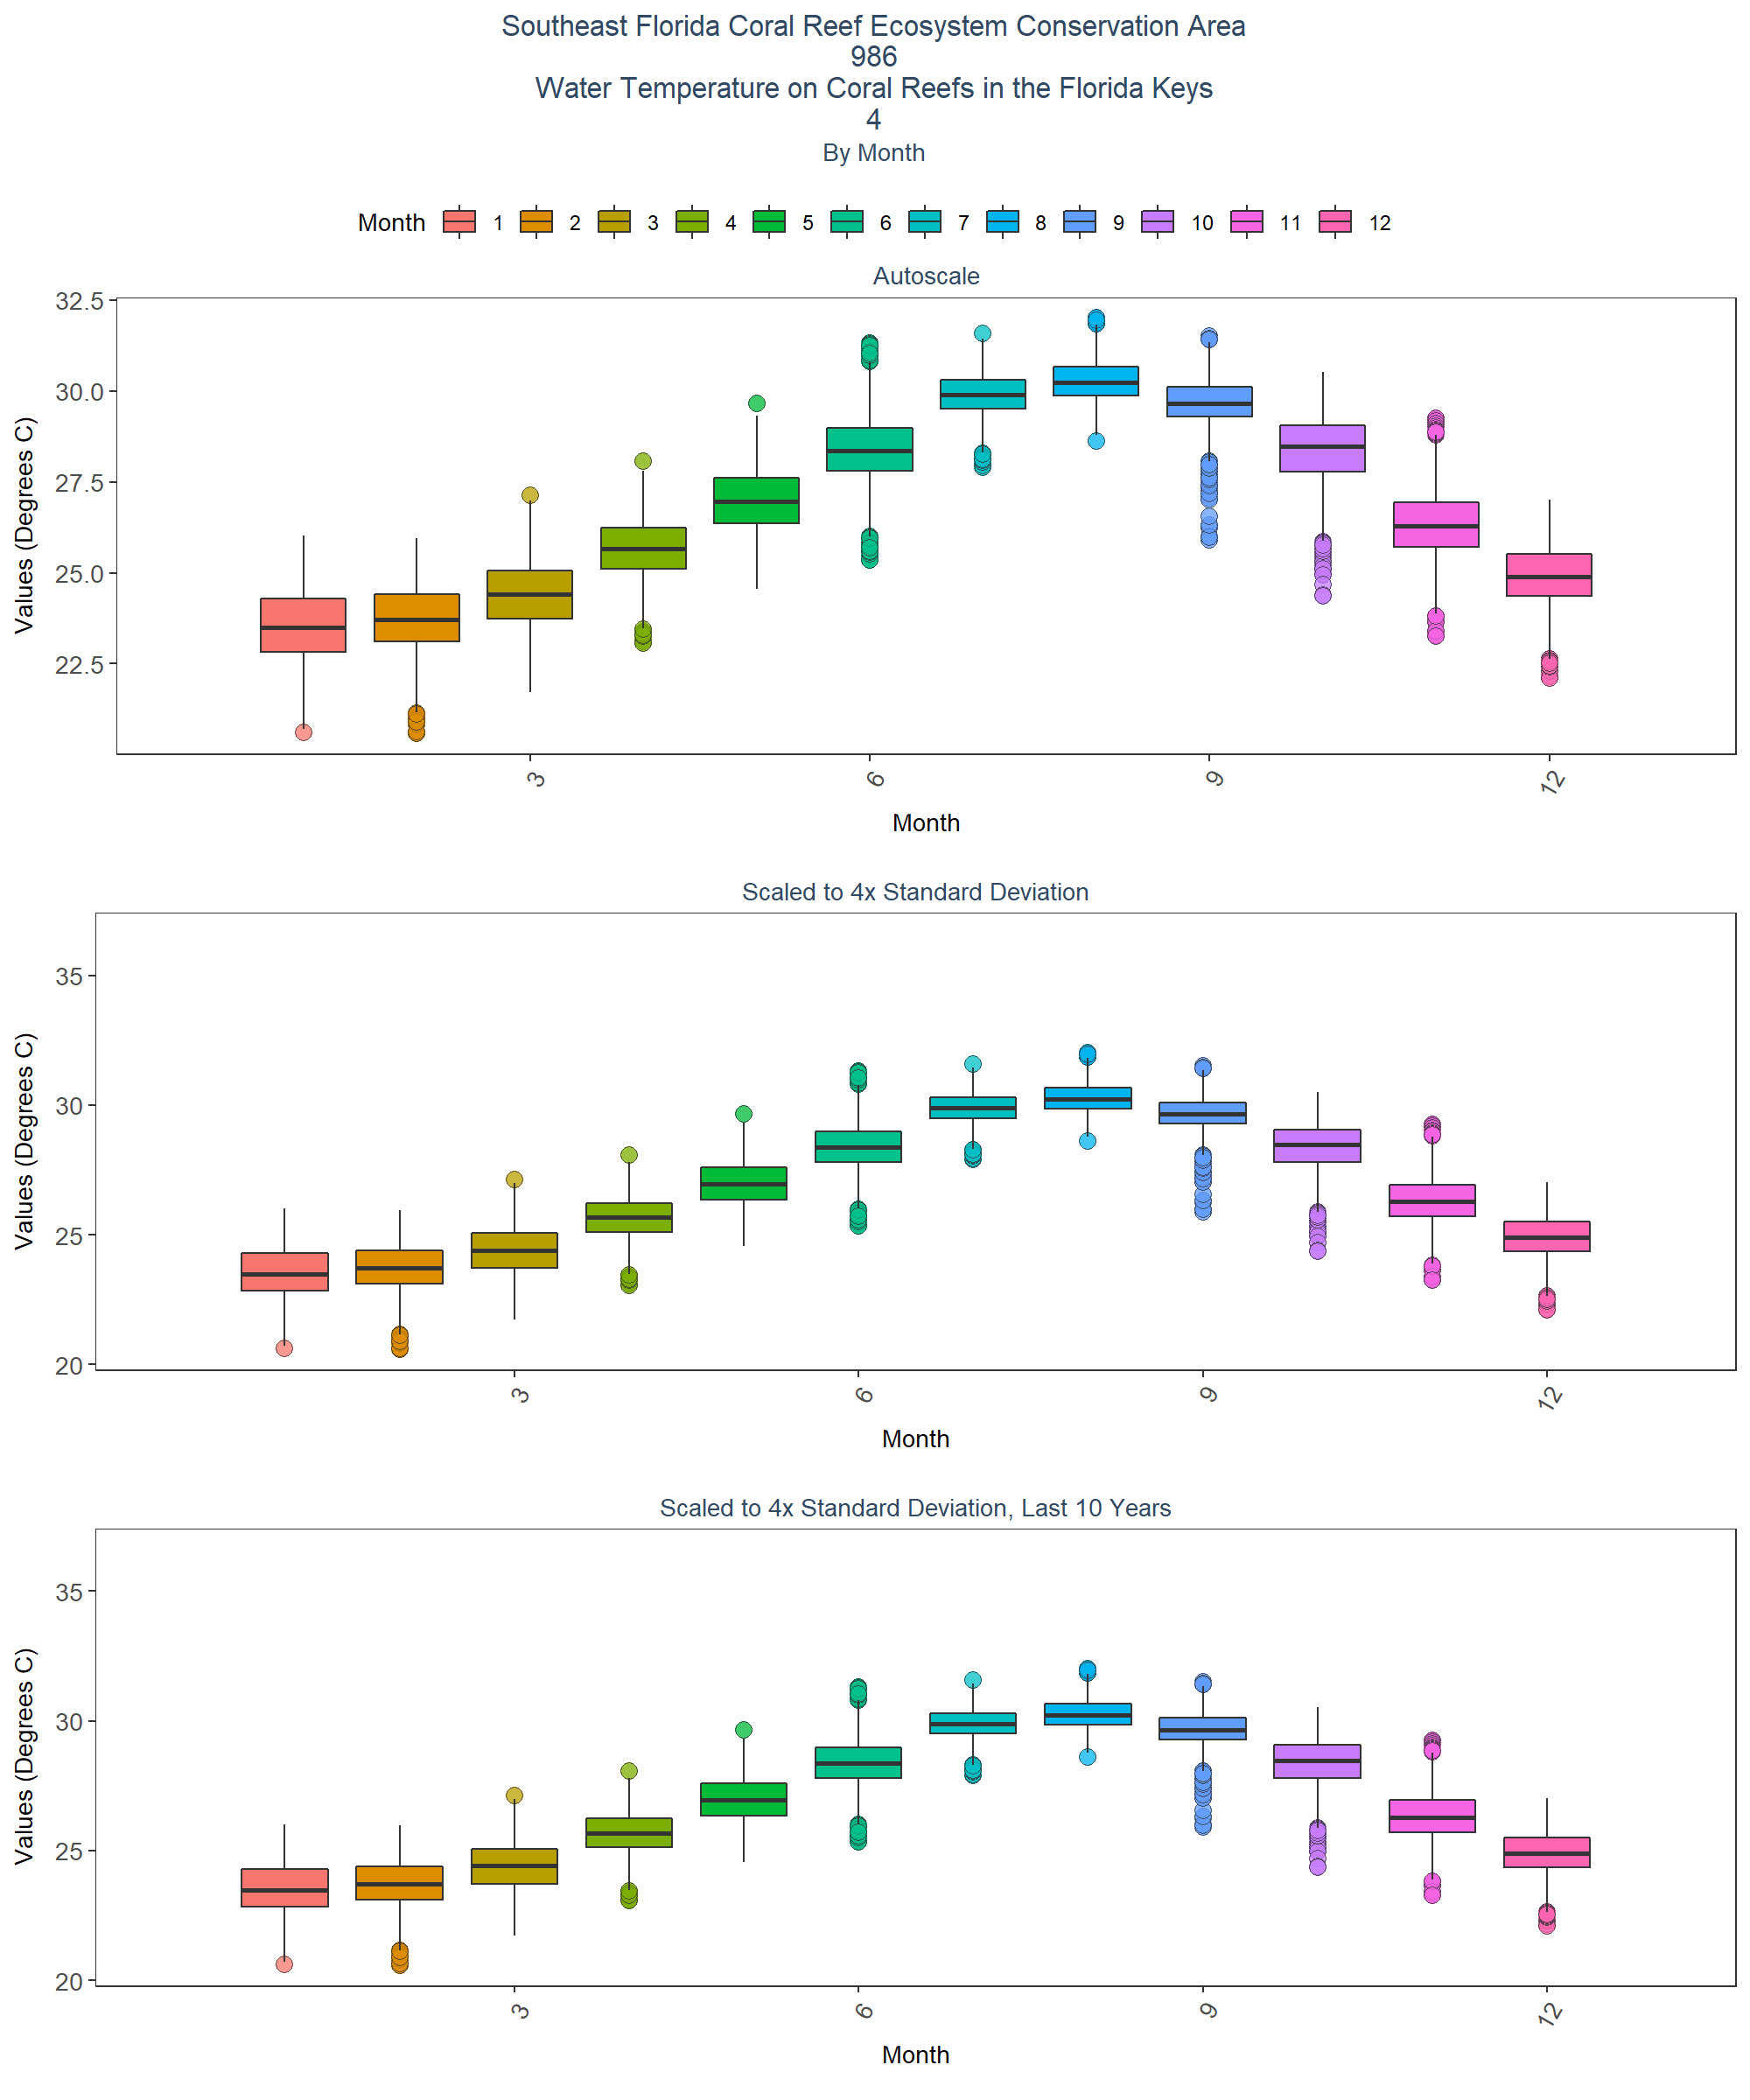 Southeast Florida Coral Reef Ecosystem Conservation Area
986
Water Temperature on Coral Reefs in the Florida Keys
4
By Month
Month 1 2 3 4 5 6 7 8 9 10 11 12
Autoscale
Values (Degrees C)
32.5
30.0
27.5
25.0
22.5
3 6 9 12
Month
Scaled to 4x Standard Deviation
Values (Degrees C)
35
30
25
20
3 6 9 12
Month
Scaled to 4x Standard Deviation, Last 10 Years
Values (Degrees C)
35
30
25
20
3 6 9 12
Month